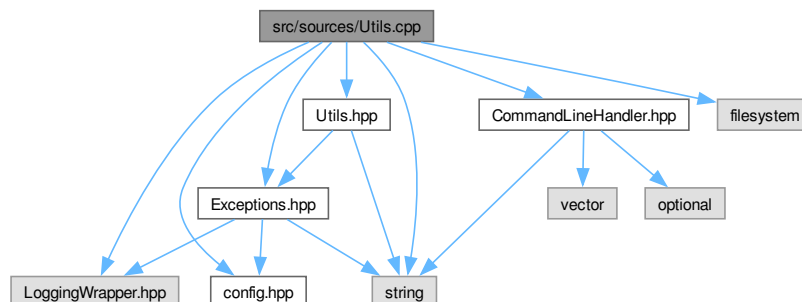 src/sources/Utils.cpp
Utils.hpp
CommandLineHandler.hpp
filesystem
Exceptions.hpp
vector
optional
LoggingWrapper.hpp
config.hpp
string